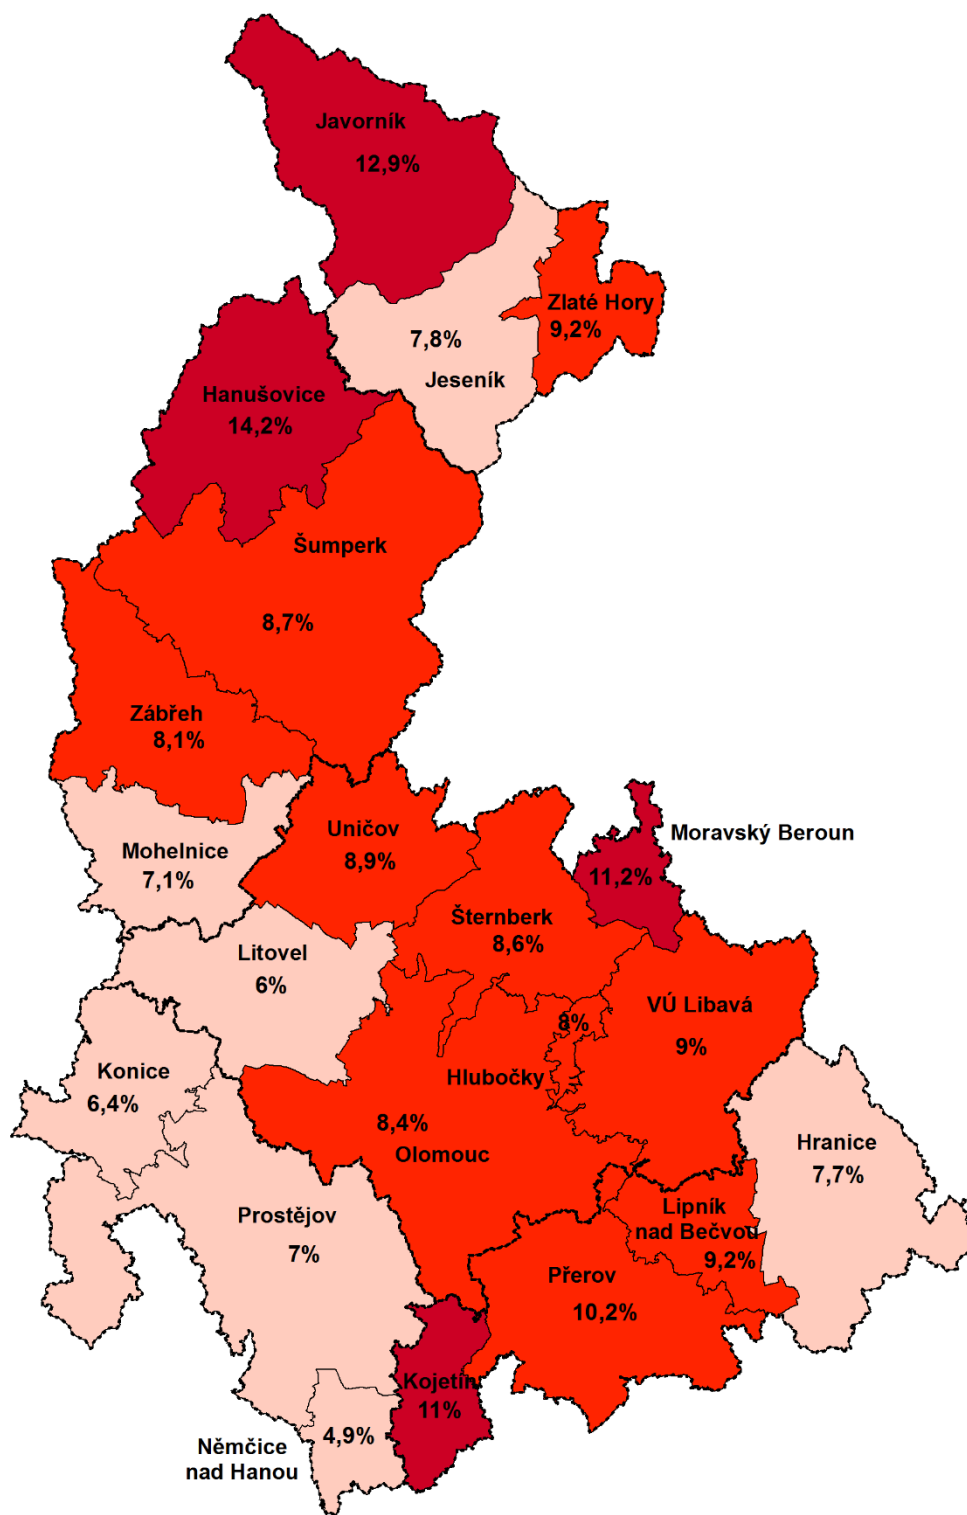 Javorník
12,9%
Zlaté Hory
9,2%
7,8%
Jeseník
Hanušovice
14,2%
Šumperk
8,7%
Zábřeh
8,1%
Uničov
8,9%
Moravský Beroun
11,2%
Mohelnice
7,1%
Šternberk
8,6%
Litovel
6%
VÚ Libavá
9%
8%
Hlubočky
Konice
6,4%
8,4%
Olomouc
Hranice
7,7%
Prostějov
7%
Lipník
nad Bečvou
9,2%
Přerov
10,2%
Kojetín
11%
4,9%
Němčice
nad Hanou